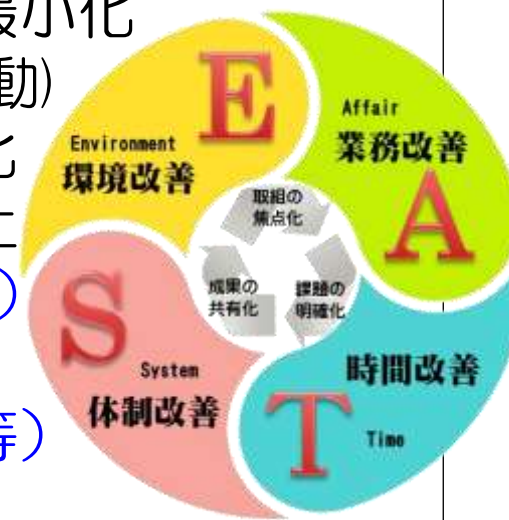 最小化
動)
化
上
)
等)
E
Environment
環境改善
Affair
業務改善
A
取組の
焦点化
成果の
共有化
課題の
明確化
S
System
体制改善
時間改善
T
Time